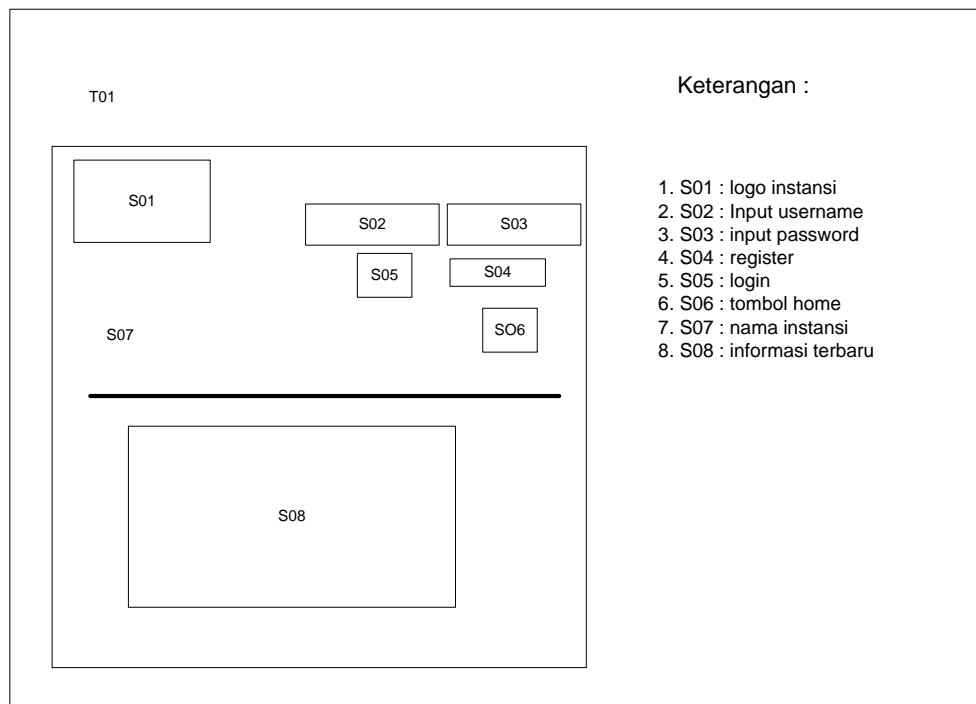 T01
Keterangan :
S01
S02
S03
S05
S04
S07
SO6
S08
1. S01 : logo instansi
2. S02 : Input username
3. S03 : input password
4. S04 : register
5. S05 : login
6. S06 : tombol home
7. S07 : nama instansi
8. S08 : informasi terbaru